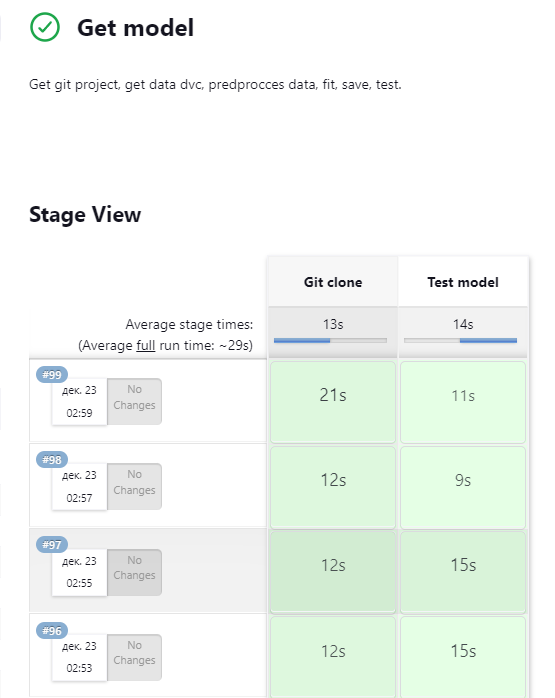 Get model
Get git project, get data dvc, predprocces data, fit, save, test.
Stage View
Git clone
Test model
Average stage times:
(Average full run time: ~29s)
13s
14s
#99
дек. 23
02:59
No
Changes
21s
11s
#98
дек. 23
02:57
No
Changes
12s
9s
#97
дек. 23
02:55
No
Changes
12s
15s
#96
дек. 23
02:53
No
Changes
12s
15s